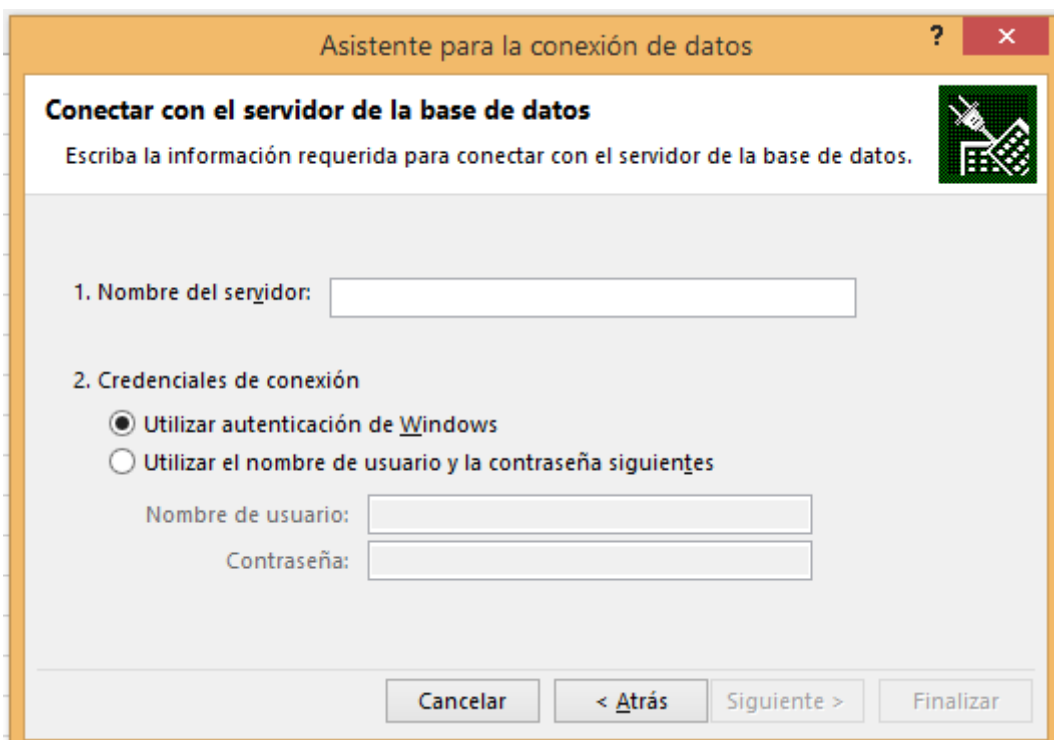 Asistente para la conexión de datos
?
Conectar con el servidor de la base de datos
Escriba la información requerida para conectar con el servidor de la base de datos.
1. Nombre del servidor:
2. Credenciales de conexión
Utilizar autenticación de Windows
Utilizar el nombre de usuario y la contraseña siguientes
Nombre de usuario:
Contraseña:
Cancelar < Atrás Siguiente > Finalizar